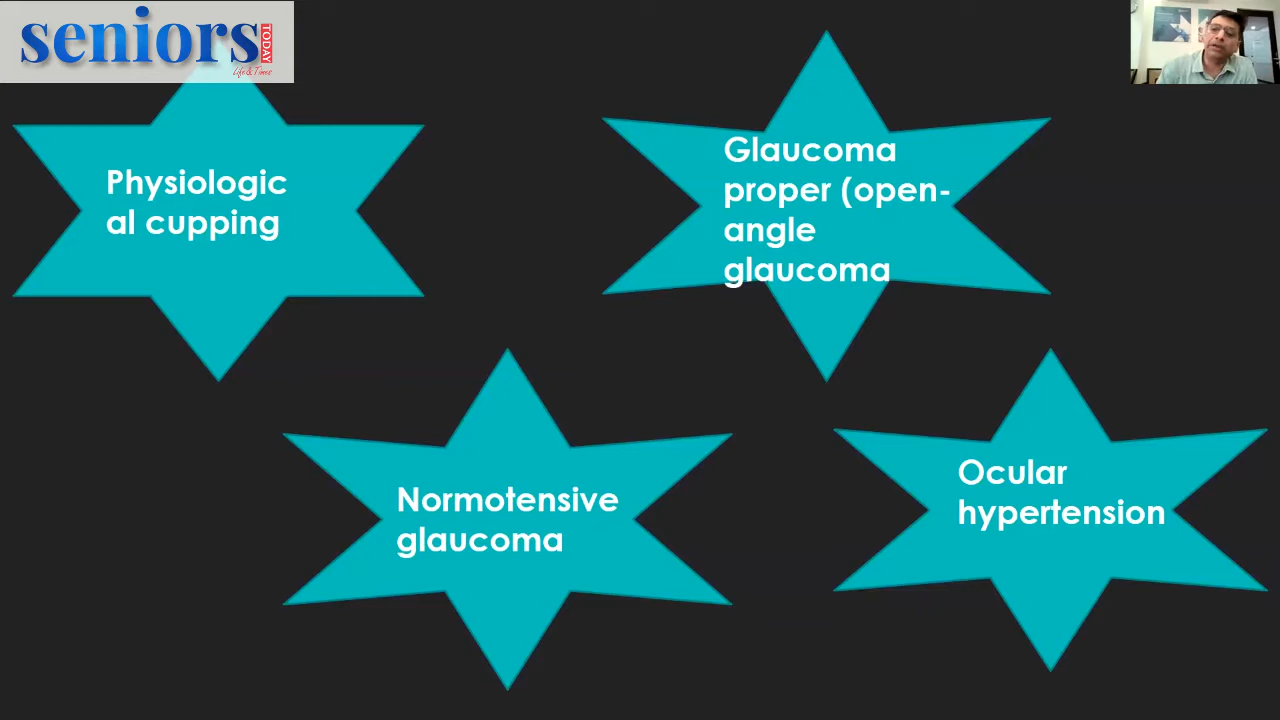 seniors
TODAY
Life & Times
Physiologic
al cupping
Glaucoma
proper (open-
angle
glaucoma
Normotensive
glaucoma
Ocular
hypertension